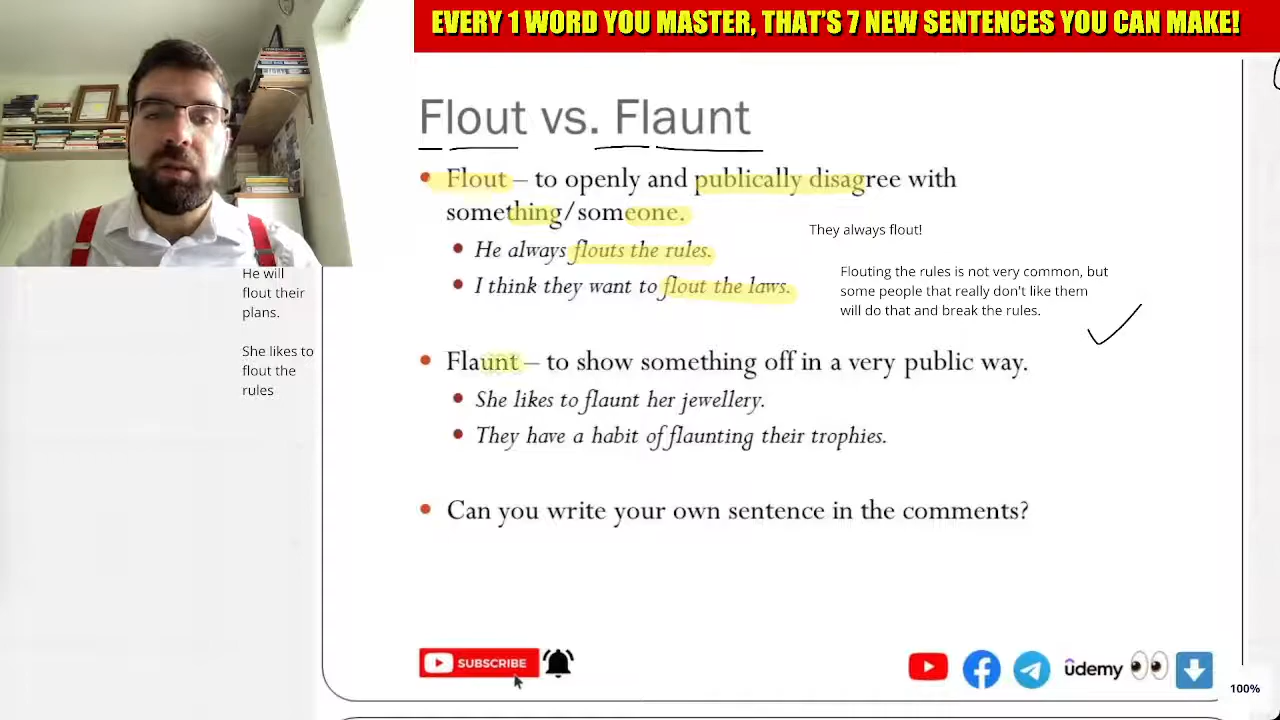 EVERY 1 WORD YOU MASTER, THAT'S 7 NEW SENTENCES YOU CAN MAKE!
Flout vs. Flaunt
• Flout – to openly and publically disagree with
something/someone.
• He always flouts the rules.
• I think they want to flout the laws.
They always flout!
Flouting the rules is not very common, but
some people that really don't like them
will do that and break the rules.
He will
flout their
plans.
She likes to
flout the
rules
• Flaunt – to show something off in a very public way.
• She likes to flaunt her jewellery.
• They have a habit of flaunting their trophies.
• Can you write your own sentence in the comments?
SUBSCRIBE
ûdemy
100%